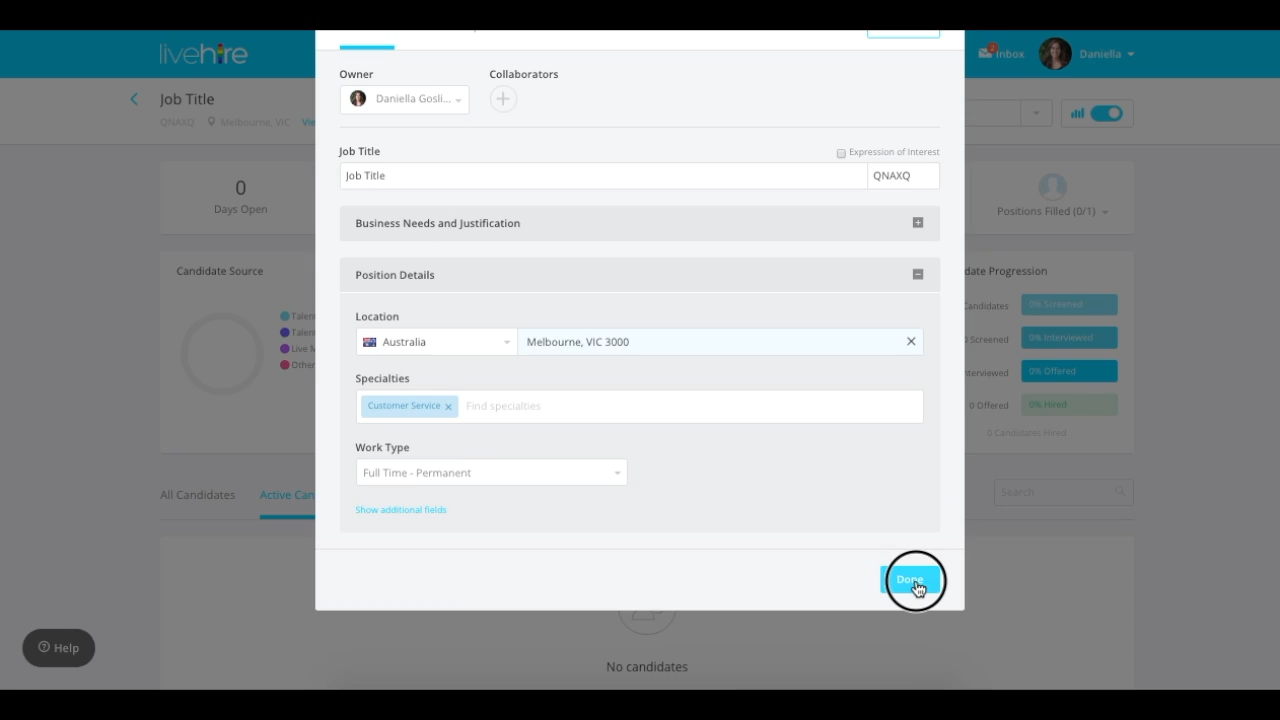 livehire
Inbox
Daniella
Job Title
QNAXQ Melbourne, VIC
0
Days Open
Positions Filled (0/1)
Candidate Source
Other
Progression
0% Screened
Screened 0% Interviewed
0% Offered
0 Offered 0% Hired
0 Candidates Hired
All Candidates
Search
No candidates
Help
Owner
Daniella Gosli...
Collaborators
Job Title
Expression of Interest
Job Title
QNAXQ
Business Needs and Justification
Position Details
Location
Australia
Melbourne, VIC 3000
Specialties
Customer Service Find specialties
Work Type
Full Time - Permanent
Show additional fields
Done